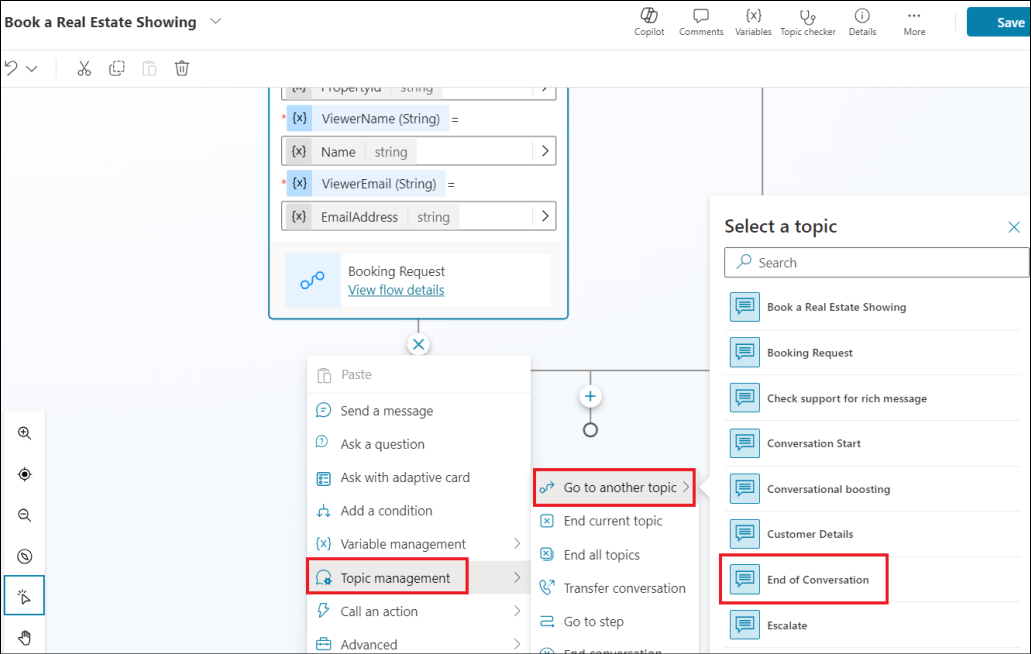 Book a Real Estate Showing
Copilot
Comments
{x}
Variables
Topic checker
Details
More
Save
{x} PropertyId string
* {x} ViewerName (String) =
{x} Name string
* {x} ViewerEmail (String) =
{x} EmailAddress string
Booking Request
View flow details
Paste
Send a message
Ask a question
Ask with adaptive card
Add a condition
{x} Variable management
Topic management
Call an action
Advanced
Go to another topic
End current topic
End all topics
Transfer conversation
Go to step
End conversation
Select a topic
Search
Book a Real Estate Showing
Booking Request
Check support for rich message
Conversation Start
Conversational boosting
Customer Details
End of Conversation
Escalate